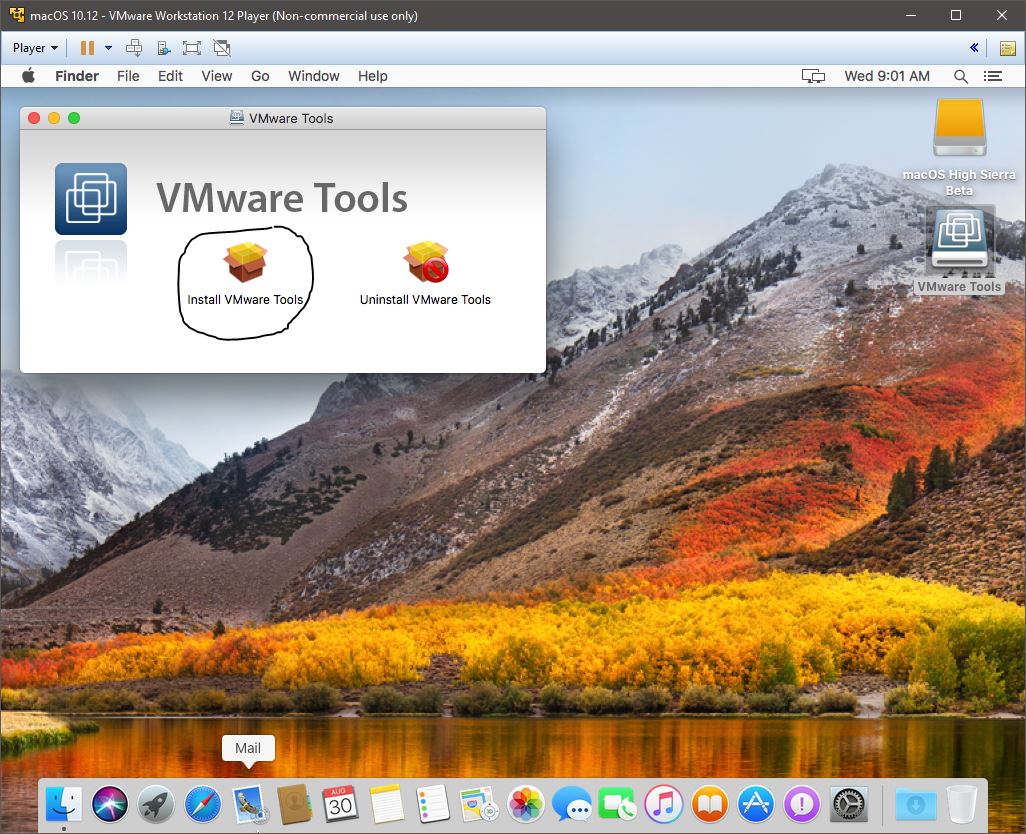 macOS 10.12 - VMware Workstation 12 Player (Non-commercial use only)
Player
Finder File Edit View Go Window Help Wed 9:01 AM
VMware Tools
VMware Tools
Install VMware Tools Uninstall VMware Tools
macOS High Sierra
Beta
VMware Tools
Mail
AUG
30